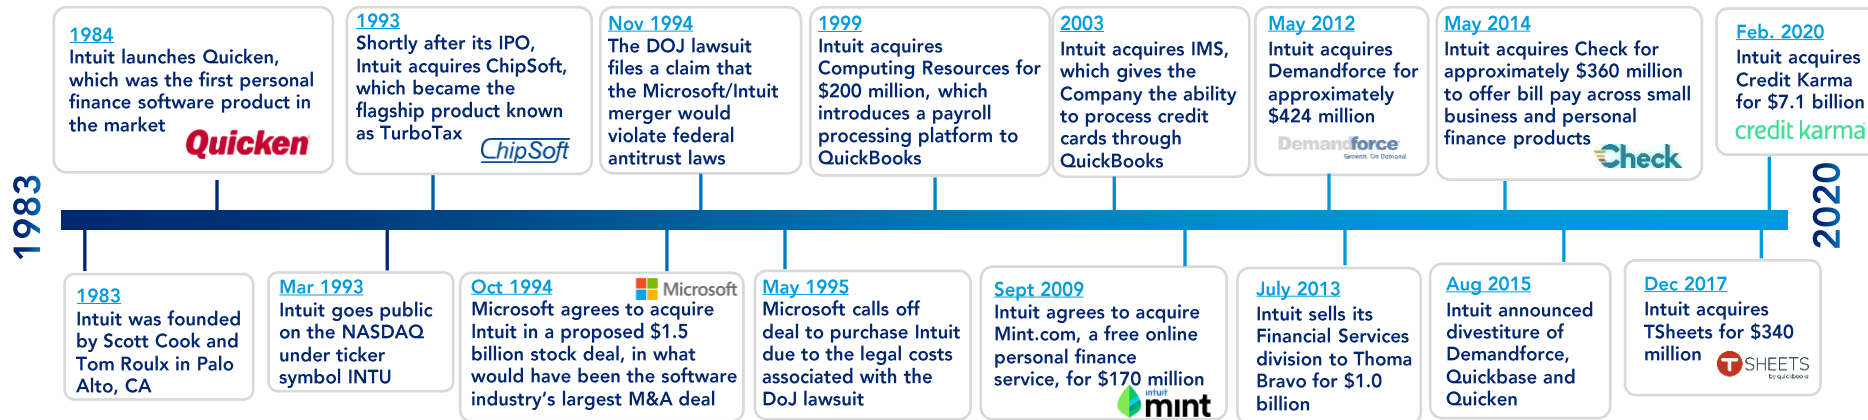 1983
1984
Intuit launches Quicken,
which was the first personal
finance software product in
the market
Quicken
1993
Shortly after its IPO,
Intuit acquires ChipSoft,
which became the
flagship product known
as TurboTax
ChipSoft
Nov 1994
The DOJ lawsuit
files a claim that
the Microsoft/Intuit
merger would
violate federal
antitrust laws
1999
Intuit acquires
Computing Resources for
$200 million, which
introduces a payroll
processing platform to
QuickBooks
2003
Intuit acquires IMS,
which gives the
Company the ability
to process credit
cards through
QuickBooks
May 2012
Intuit acquires
Demandforce for
approximately
$424 million
Demandforce
Growth. On Demand
May 2014
Intuit acquires Check for
approximately $360 million
to offer bill pay across small
business and personal
finance products
Check
Feb. 2020
Intuit acquires
Credit Karma
for $7.1 billion
credit karma
2020
1983
Intuit was founded
by Scott Cook and
Tom Roulx in Palo
Alto, CA
Mar 1993
Intuit goes public
on the NASDAQ
under ticker
symbol INTU
Oct 1994
Microsoft
Microsoft agrees to acquire
Intuit in a proposed $1.5
billion stock deal, in what
would have been the software
industry's largest M&A deal
May 1995
Microsoft calls off
deal to purchase Intuit
due to the legal costs
associated with the
DoJ lawsuit
Sept 2009
Intuit agrees to acquire
Mint.com, a free online
personal finance
service, for $170 million
intuit
mint
July 2013
Intuit sells its
Financial Services
division to Thoma
Bravo for $1.0
billion
Aug 2015
Intuit announced
divestiture of
Demandforce,
Quickbase and
Quicken
Dec 2017
Intuit acquires
TSheets for $340
million
T SHEETS
by quickbooks